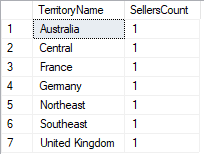 TerritoryName SellersCount
1 Australia 1
2 Central 1
3 France 1
4 Germany 1
5 Northeast 1
6 Southeast 1
7 United Kingdom 1